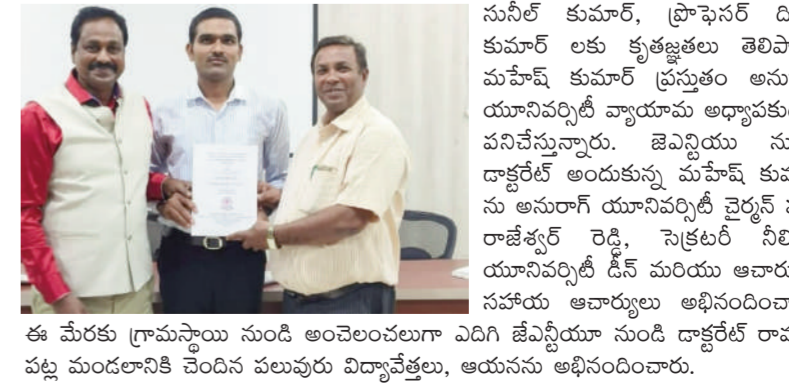 సునీల్ కుమార్, ప్రొఫెసర్ ది
కుమార్ లకు కృతజ్ఞతలు తెలిపా
మహేష్ కుమార్ ప్రస్తుతం అను
యూనివర్సిటీ వ్యాయామ అధ్యాపకు
పనిచేస్తున్నారు. జెఎన్టియు ను
డాక్టరేట్ అందుకున్న మహేష్ కుమ
ను అనురాగ్ యూనివర్సిటీ చైర్మన్
రాజేశ్వర్ రెడ్డి, సెక్రటరీ నీలి
యూనివర్సిటీ డీన్ మరియు ఆచార్యు
సహాయ ఆచార్యులు అభినందించా
ఈ మేరకు గ్రామస్థాయి నుండి అంచెలంచలుగా ఎదిగి జేఎన్టీయూ నుండి డాక్టరేట్ రావ
పట్ల మండలానికి చెందిన పలువురు విద్యావేత్తలు, ఆయనను అభినందించారు.